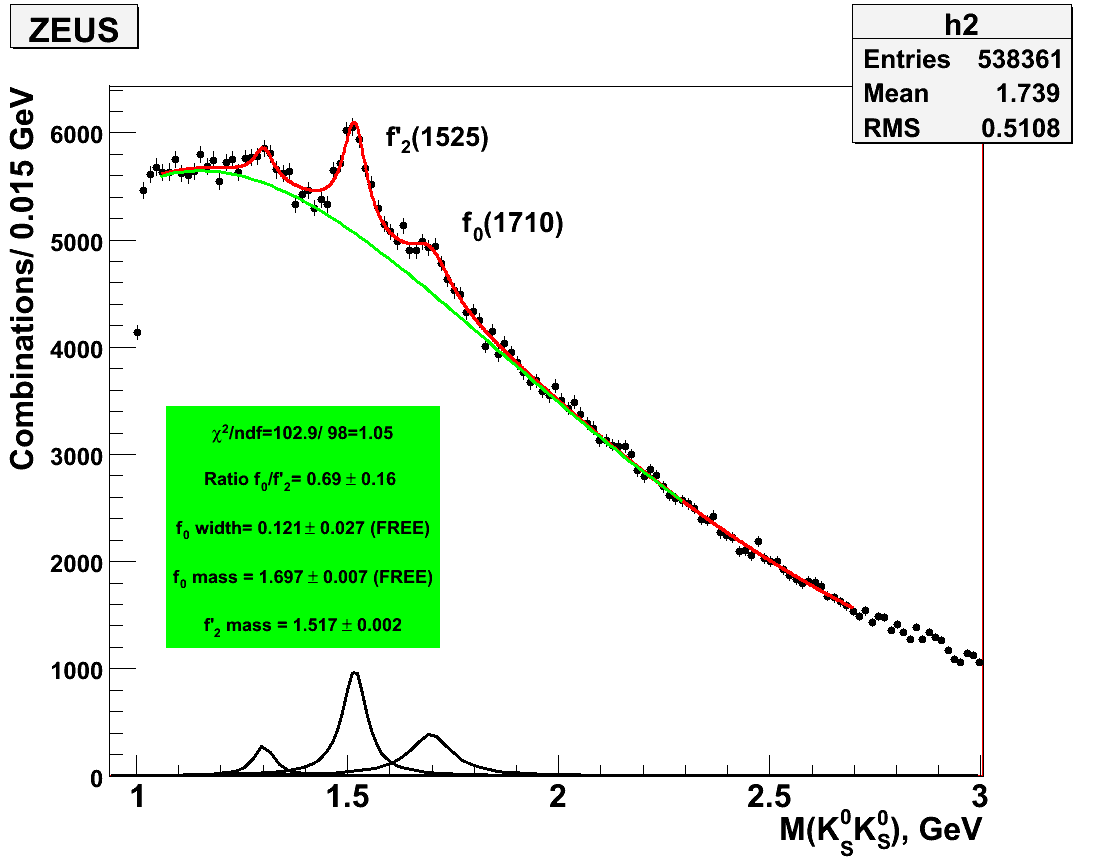 ZEUS
h2
Entries 538361
Mean 1.739
RMS 0.5108
Combinations/ 0.015 GeV
6000
5000
4000
3000
2000
1000
0
f'₂(1525)
f₀(1710)
χ²/ndf=102.9/ 98=1.05
Ratio f₀/f'₂= 0.69 ± 0.16
f₀ width= 0.121 ± 0.027 (FREE)
f₀ mass = 1.697 ± 0.007 (FREE)
f'₂ mass = 1.517 ± 0.002
1 1.5 2 2.5 3
M(K⁰_S K⁰_S), GeV